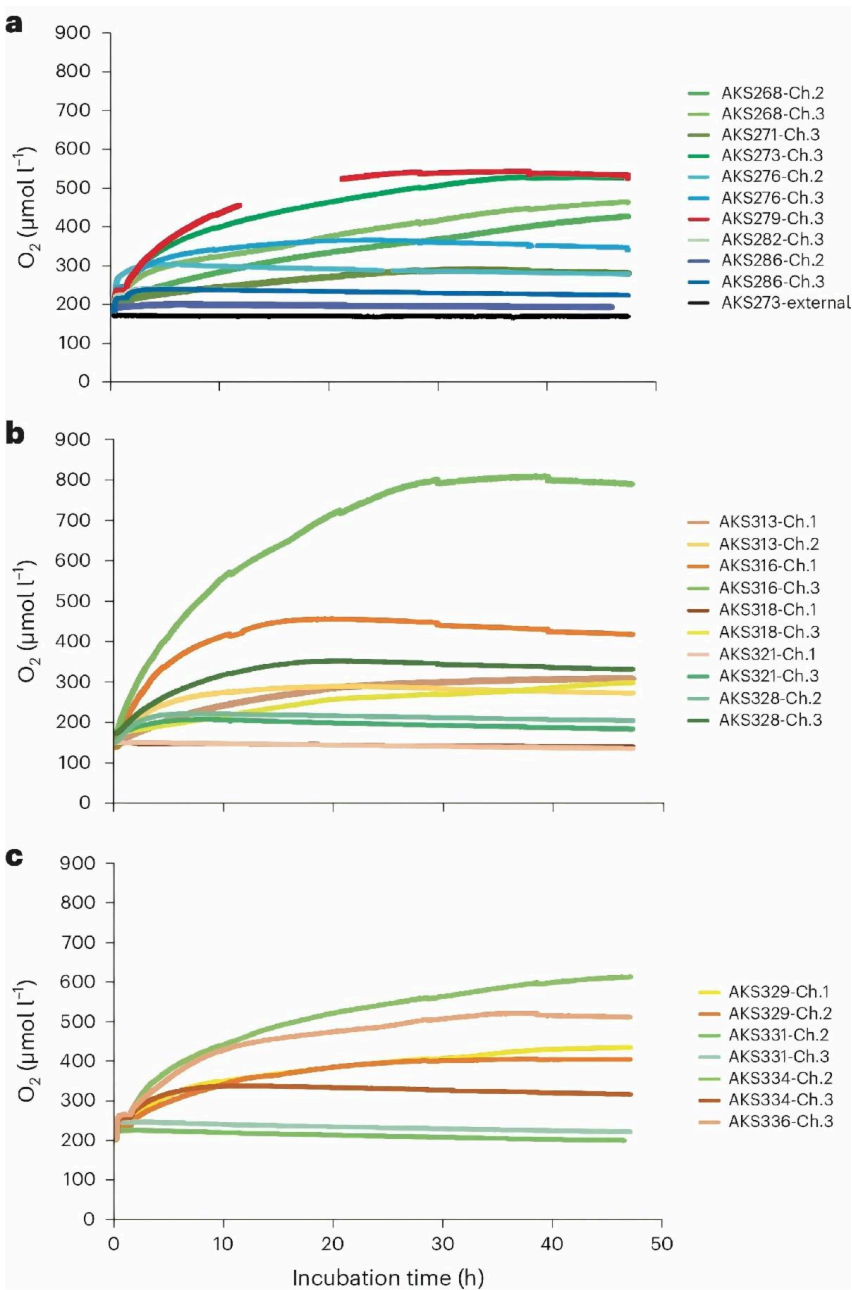 a
900
800
700
600
500
400
300
200
100
0
O₂ (μmol l⁻¹)
AKS268-Ch.2
AKS268-Ch.3
AKS271-Ch.3
AKS273-Ch.3
AKS276-Ch.2
AKS276-Ch.3
AKS279-Ch.3
AKS282-Ch.3
AKS286-Ch.2
AKS286-Ch.3
AKS273-external
b
900
800
700
600
500
400
300
200
100
0
O₂ (μmol l⁻¹)
AKS313-Ch.1
AKS313-Ch.2
AKS316-Ch.1
AKS316-Ch.3
AKS318-Ch.1
AKS318-Ch.3
AKS321-Ch.1
AKS321-Ch.3
AKS328-Ch.2
AKS328-Ch.3
c
900
800
700
600
500
400
300
200
100
0
O₂ (μmol l⁻¹)
AKS329-Ch.1
AKS329-Ch.2
AKS331-Ch.2
AKS331-Ch.3
AKS334-Ch.2
AKS334-Ch.3
AKS336-Ch.3
0 10 20 30 40 50
Incubation time (h)